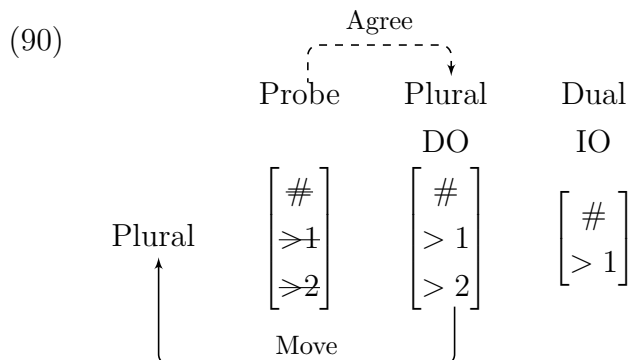 (90)
Agree
Probe Plural Dual
DO IO
# # #
Plural >1 > 1 > 1
>2 > 2
Move